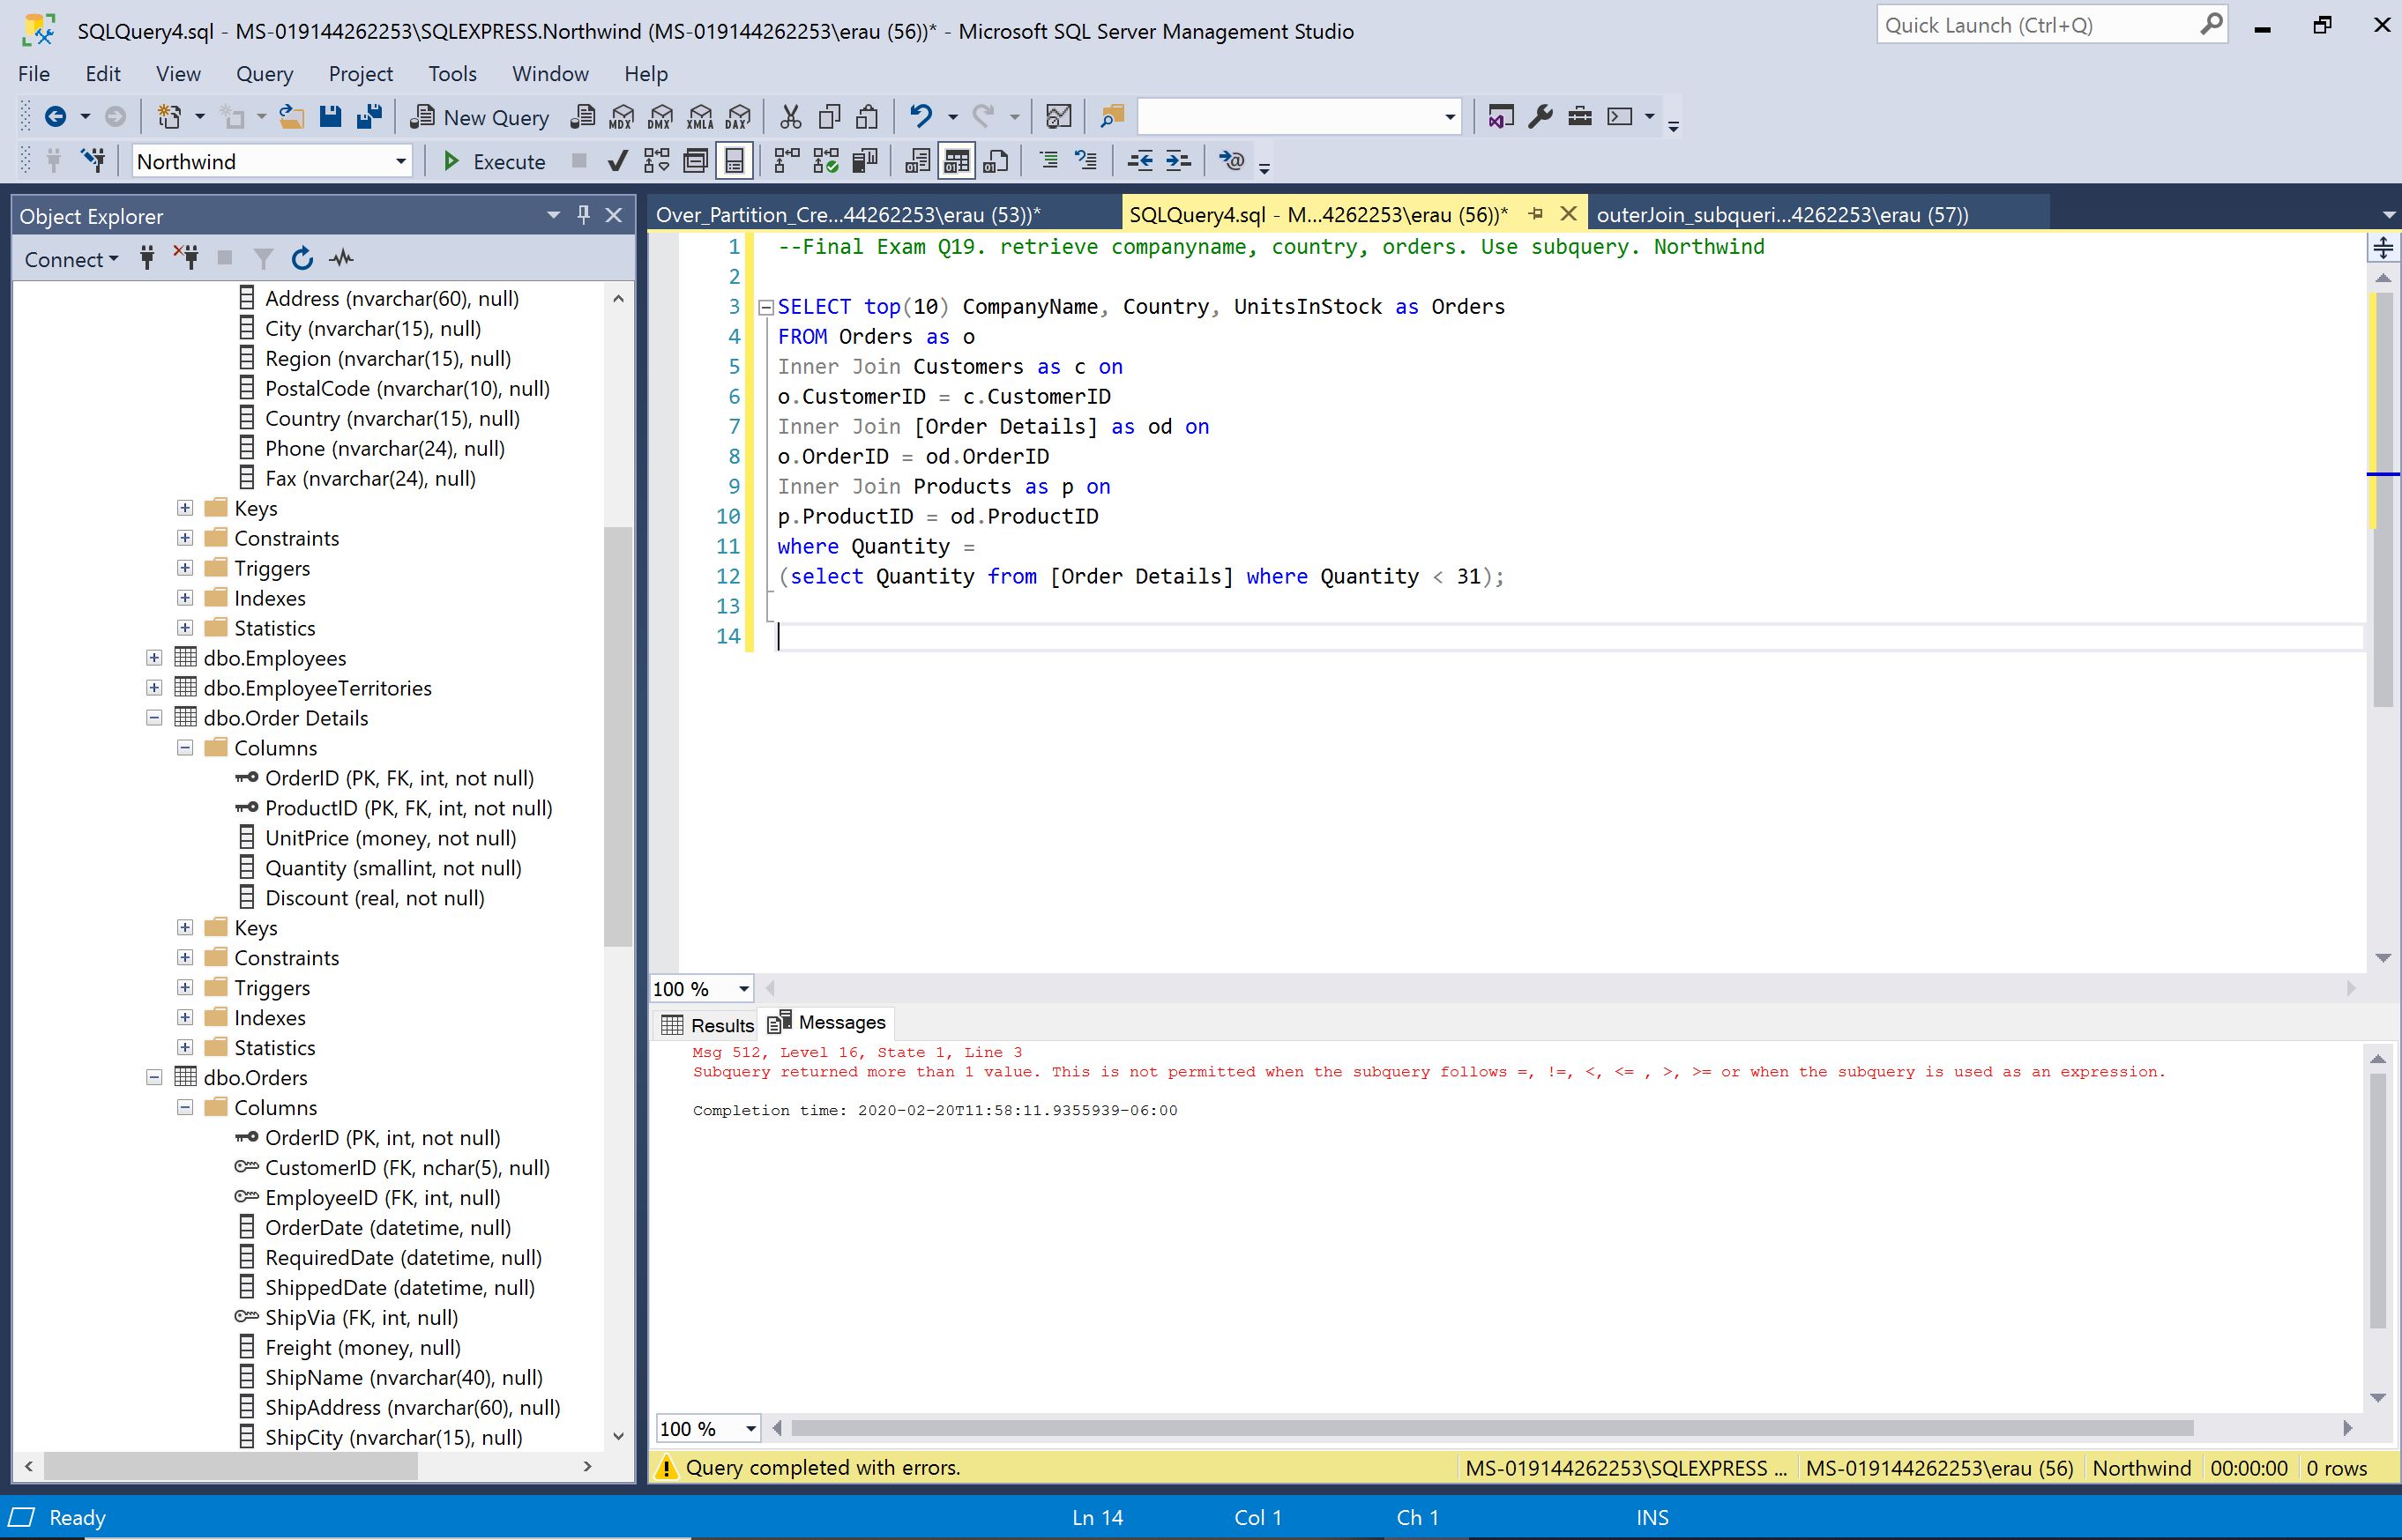 SQLQuery4.sql - MS-019144262253\SQLEXPRESS.Northwind (MS-019144262253\erau (56))* - Microsoft SQL Server Management Studio
Quick Launch (Ctrl+Q)
File Edit View Query Project Tools Window Help
New Query MDX DMX XMLA DAX
Northwind Execute
Object Explorer
Connect
Address (nvarchar(60), null)
City (nvarchar(15), null)
Region (nvarchar(15), null)
PostalCode (nvarchar(10), null)
Country (nvarchar(15), null)
Phone (nvarchar(24), null)
Fax (nvarchar(24), null)
Keys
Constraints
Triggers
Indexes
Statistics
dbo.Employees
dbo.EmployeeTerritories
dbo.Order Details
Columns
OrderID (PK, FK, int, not null)
ProductID (PK, FK, int, not null)
UnitPrice (money, not null)
Quantity (smallint, not null)
Discount (real, not null)
Keys
Constraints
Triggers
Indexes
Statistics
dbo.Orders
Columns
OrderID (PK, int, not null)
CustomerID (FK, nchar(5), null)
EmployeeID (FK, int, null)
OrderDate (datetime, null)
RequiredDate (datetime, null)
ShippedDate (datetime, null)
ShipVia (FK, int, null)
Freight (money, null)
ShipName (nvarchar(40), null)
ShipAddress (nvarchar(60), null)
ShipCity (nvarchar(15), null)
Over_Partition_Cre...44262253\erau (53))* SQLQuery4.sql - M...4262253\erau (56))* outerJoin_subqueri...4262253\erau (57))
1 --Final Exam Q19. retrieve companyname, country, orders. Use subquery. Northwind
2
3 SELECT top(10) CompanyName, Country, UnitsInStock as Orders
4 FROM Orders as o
5 Inner Join Customers as c on
6 o.CustomerID = c.CustomerID
7 Inner Join [Order Details] as od on
8 o.OrderID = od.OrderID
9 Inner Join Products as p on
10 p.ProductID = od.ProductID
11 where Quantity =
12 (select Quantity from [Order Details] where Quantity < 31);
13
14
100 %
Results Messages
Msg 512, Level 16, State 1, Line 3
Subquery returned more than 1 value. This is not permitted when the subquery follows =, !=, <, <= , >, >= or when the subquery is used as an expression.
Completion time: 2020-02-20T11:58:11.9355939-06:00
100 %
Query completed with errors. MS-019144262253\SQLEXPRESS ... MS-019144262253\erau (56) Northwind 00:00:00 0 rows
Ready Ln 14 Col 1 Ch 1 INS